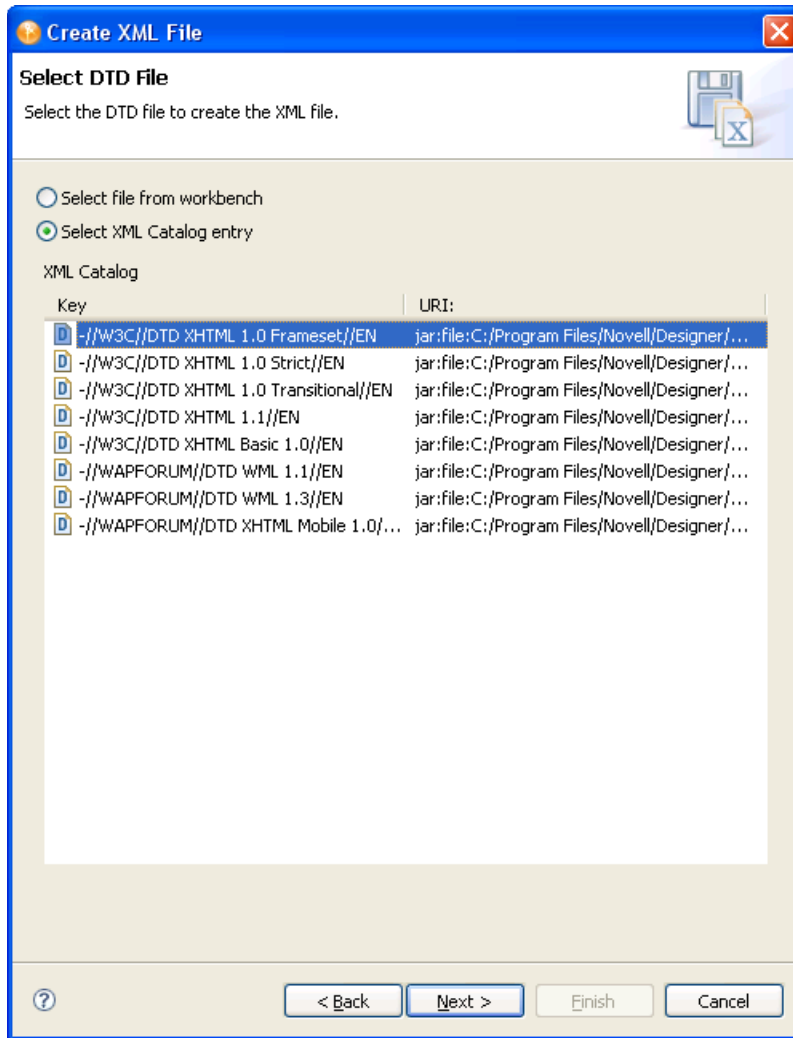 Create XML File
Select DTD File
Select the DTD file to create the XML file.
X
Select file from workbench
Select XML Catalog entry
XML Catalog
Key URI:
D -//W3C//DTD XHTML 1.0 Frameset//EN jar:file:C:/Program Files/Novell/Designer/...
D -//W3C//DTD XHTML 1.0 Strict//EN jar:file:C:/Program Files/Novell/Designer/...
D -//W3C//DTD XHTML 1.0 Transitional//EN jar:file:C:/Program Files/Novell/Designer/...
D -//W3C//DTD XHTML 1.1//EN jar:file:C:/Program Files/Novell/Designer/...
D -//W3C//DTD XHTML Basic 1.0//EN jar:file:C:/Program Files/Novell/Designer/...
D -//WAPFORUM//DTD WML 1.1//EN jar:file:C:/Program Files/Novell/Designer/...
D -//WAPFORUM//DTD WML 1.3//EN jar:file:C:/Program Files/Novell/Designer/...
D -//WAPFORUM//DTD XHTML Mobile 1.0/... jar:file:C:/Program Files/Novell/Designer/...
? < Back Next > Finish Cancel